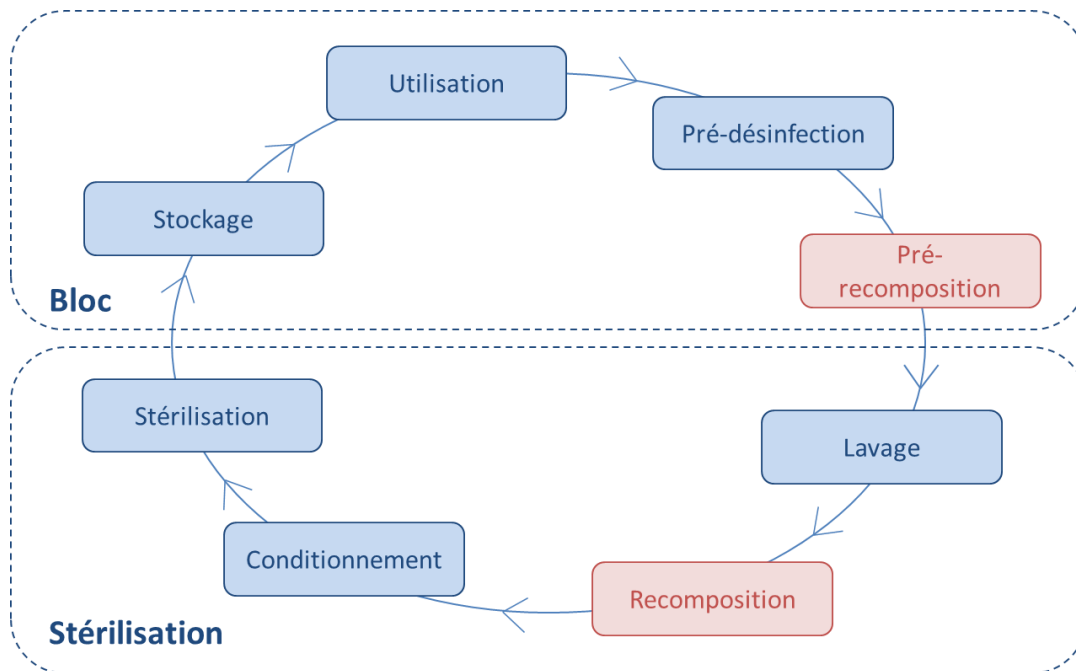 Utilisation
Pré-désinfection
Stockage
Pré-
recomposition
Bloc
Stérilisation
Lavage
Conditionnement
Recomposition
Stérilisation